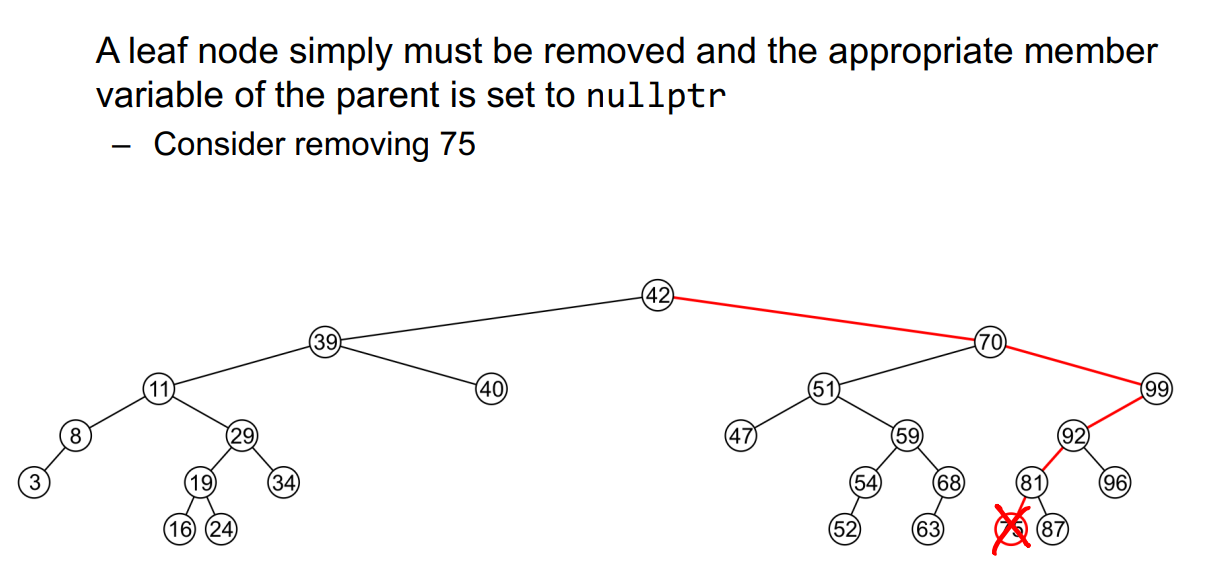 A leaf node simply must be removed and the appropriate member
variable of the parent is set to nullptr
– Consider removing 75
42
39 70
11 40 51 99
8 29 47 59 92
3 19 34 54 68 81 96
16 24 52 63 75 87